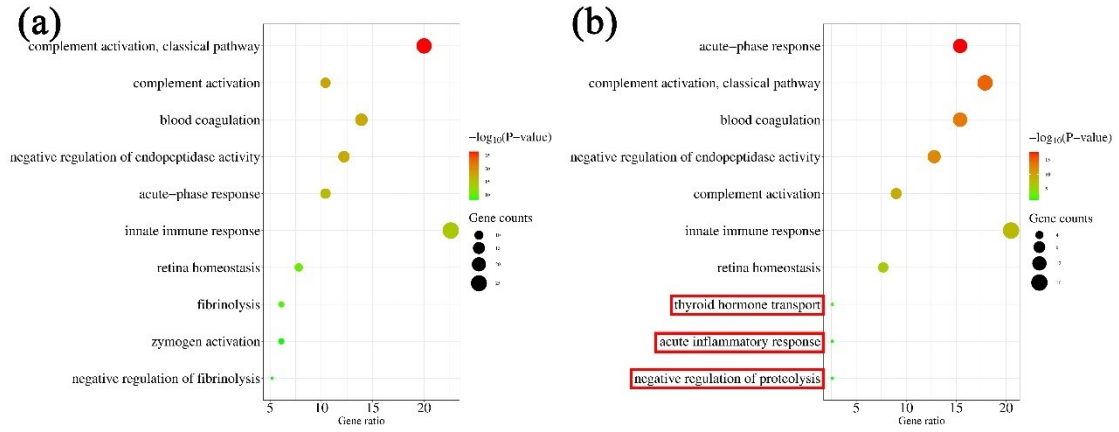 (a)
complement activation, classical pathway
complement activation
blood coagulation
negative regulation of endopeptidase activity
acute−phase response
innate immune response
retina homeostasis
fibrinolysis
zymogen activation
negative regulation of fibrinolysis
5 10 15 20
Gene ratio
−log10(P−value)
Gene counts
(b)
acute−phase response
complement activation, classical pathway
blood coagulation
negative regulation of endopeptidase activity
complement activation
innate immune response
retina homeostasis
thyroid hormone transport
acute inflammatory response
negative regulation of proteolysis
5 10 15 20
Gene ratio
−log10(P−value)
Gene counts